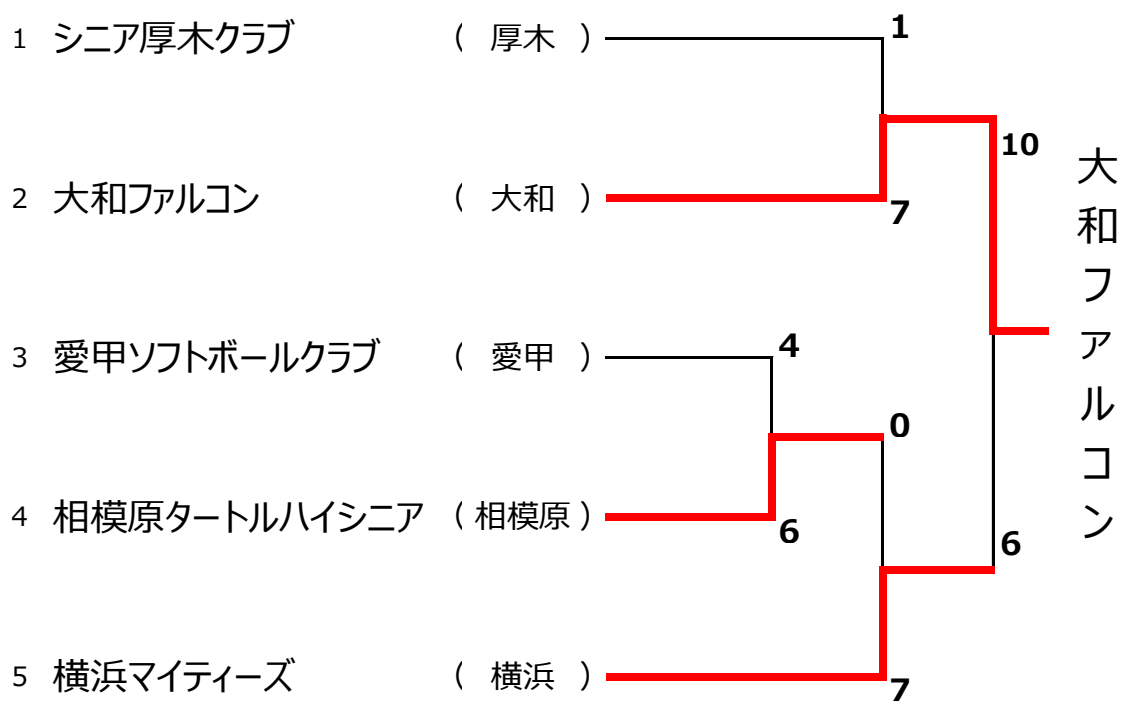 1 シニア厚木クラブ ( 厚木 ) 1
10
2 大和ファルコン ( 大和 ) 7
3 愛甲ソフトボールクラブ ( 愛甲 ) 4
0
4 相模原タートルハイシニア ( 相模原 ) 6
6
5 横浜マイティーズ ( 横浜 ) 7
大和ファルコン